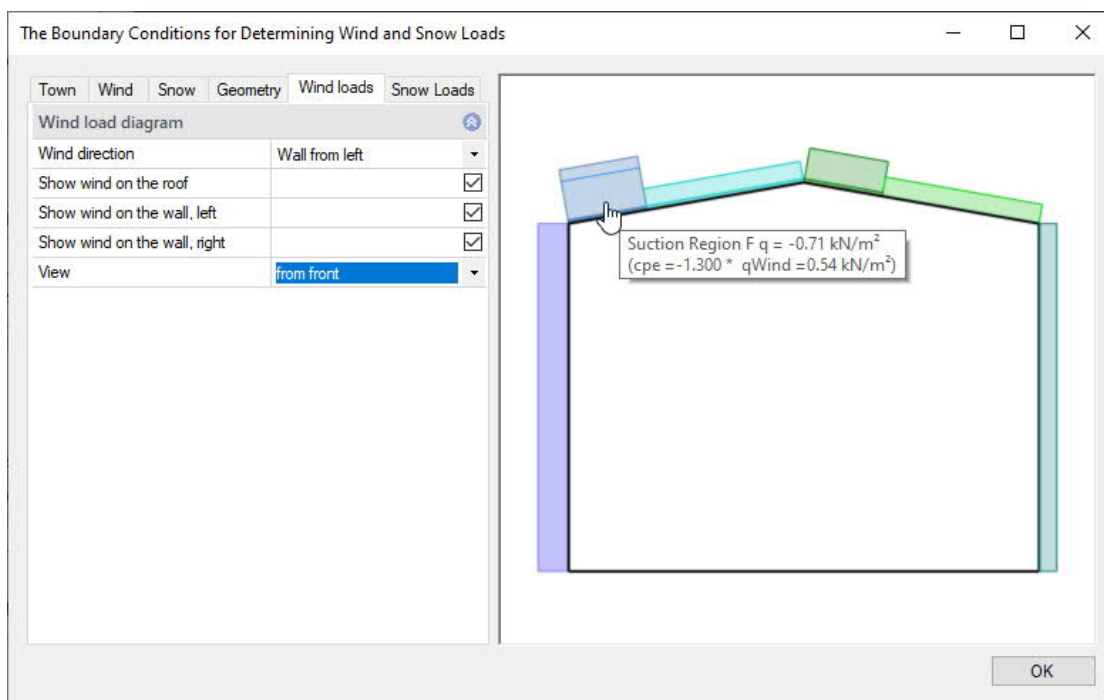 The Boundary Conditions for Determining Wind and Snow Loads
Town Wind Snow Geometry Wind loads Snow Loads
Wind load diagram
Wind direction Wall from left
Show wind on the roof
Show wind on the wall, left
Show wind on the wall, right
View from front
Suction Region F q = -0.71 kN/m²
(cpe =-1.300 * qWind =0.54 kN/m²)
OK